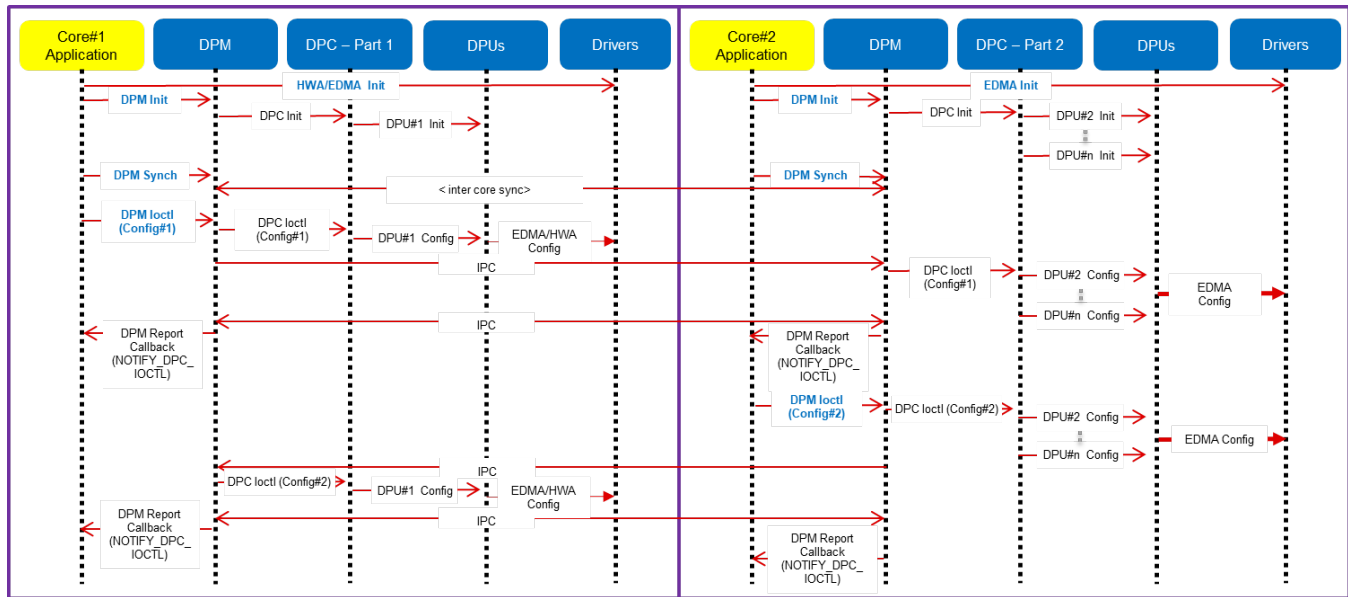 Core#1
Application
DPM
DPC – Part 1
DPUs
Drivers
Core#2
Application
DPM
DPC – Part 2
DPUs
Drivers
HWA/EDMA Init
DPM Init
DPC Init
DPU#1 Init
EDMA Init
DPM Init
DPC Init
DPU#2 Init
DPU#n Init
DPM Synch
< inter core sync>
DPM Synch
DPM Ioctl
(Config#1)
DPC Ioctl
(Config#1)
DPU#1 Config
EDMA/HWA
Config
IPC
DPC Ioctl
(Config#1)
DPU#2 Config
DPU#n Config
EDMA
Config
IPC
DPM Report
Callback
(NOTIFY_DPC_
IOCTL)
DPM Report
Callback
(NOTIFY_DPC_
IOCTL)
DPM Ioctl
(Config#2)
DPC Ioctl (Config#2)
DPU#2 Config
DPU#n Config
EDMA Config
IPC
DPC Ioctl (Config#2)
DPU#1 Config
EDMA/HWA
Config
IPC
DPM Report
Callback
(NOTIFY_DPC_
IOCTL)
DPM Report
Callback
(NOTIFY_DPC_
IOCTL)